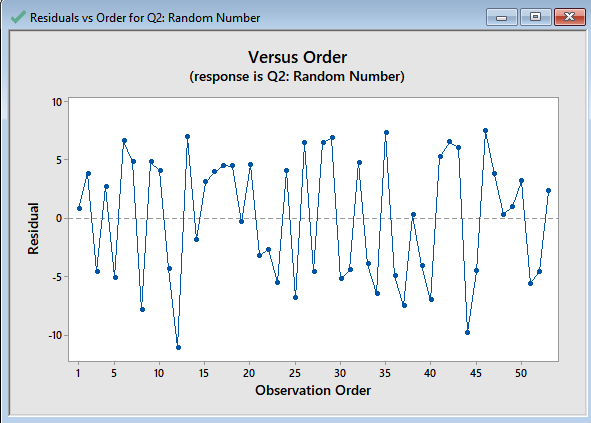 Residuals vs Order for Q2: Random Number
Versus Order
(response is Q2: Random Number)
10
5
0
-5
-10
Residual
1 5 10 15 20 25 30 35 40 45 50
Observation Order